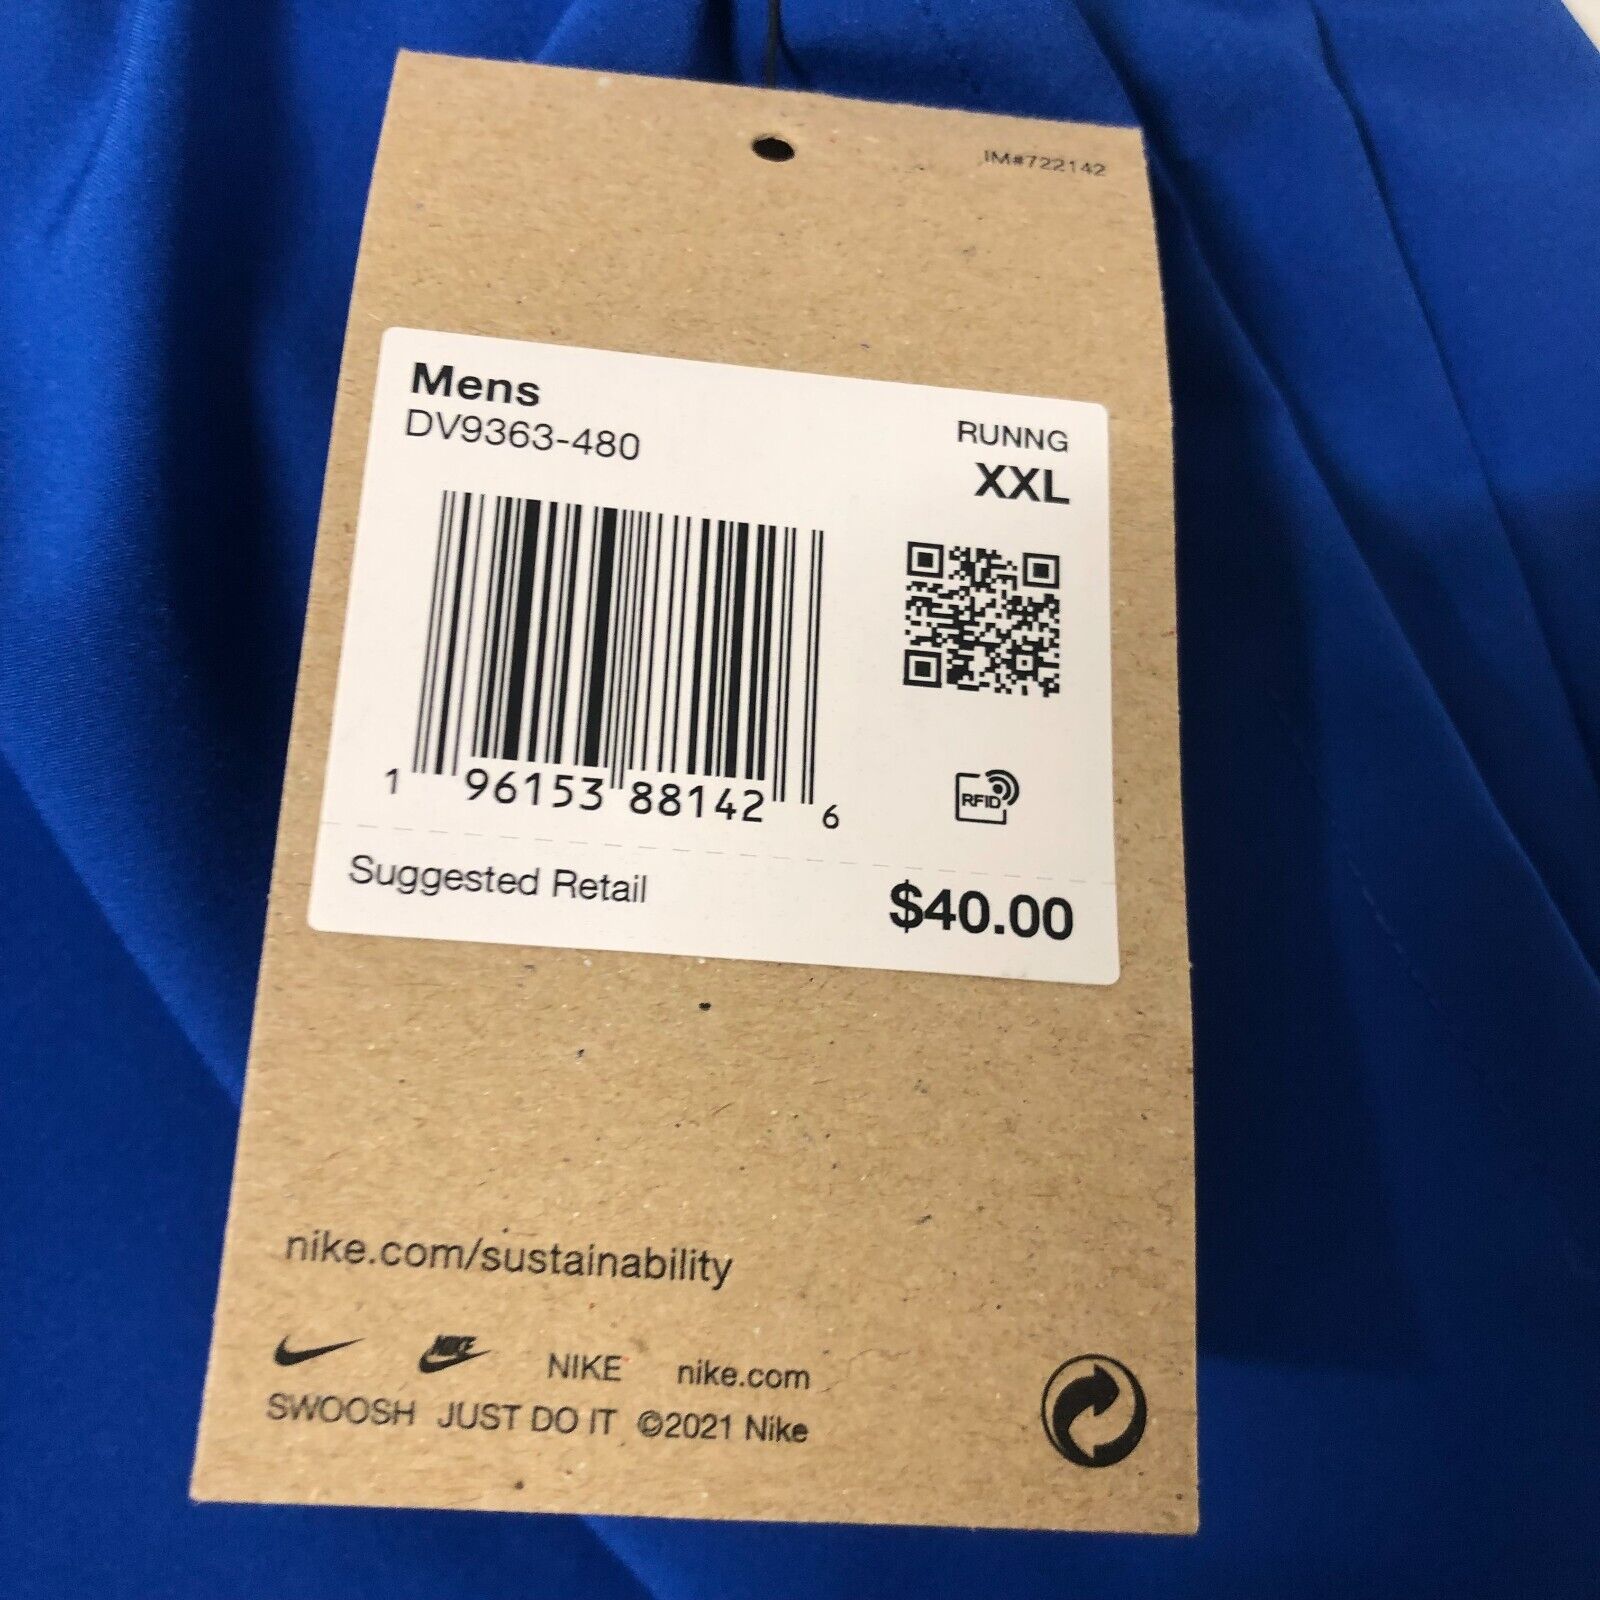 IM#722142
Mens
DV9363-480
RUNNG
XXL
1 96153 88142 6
RFID
Suggested Retail $40.00
nike.com/sustainability
NIKE NIKE nike.com
SWOOSH JUST DO IT ©2021 Nike